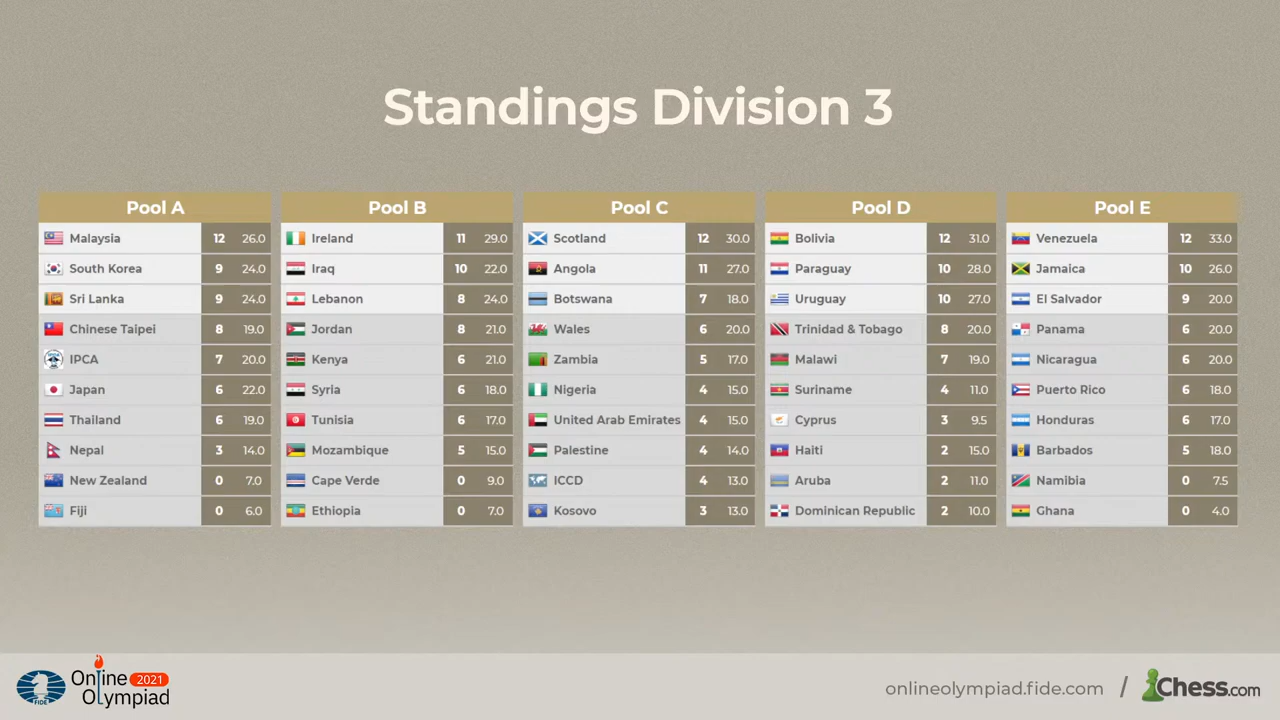 Standings Division 3
Pool A
Malaysia 12 26.0
South Korea 9 24.0
Sri Lanka 9 24.0
Chinese Taipei 8 19.0
IPCA 7 20.0
Japan 6 22.0
Thailand 6 19.0
Nepal 3 14.0
New Zealand 0 7.0
Fiji 0 6.0
Pool B
Ireland 11 29.0
Iraq 10 22.0
Lebanon 8 24.0
Jordan 8 21.0
Kenya 6 21.0
Syria 6 18.0
Tunisia 6 17.0
Mozambique 5 15.0
Cape Verde 0 9.0
Ethiopia 0 7.0
Pool C
Scotland 12 30.0
Angola 11 27.0
Botswana 7 18.0
Wales 6 20.0
Zambia 5 17.0
Nigeria 4 15.0
United Arab Emirates 4 15.0
Palestine 4 14.0
ICCD 4 13.0
Kosovo 3 13.0
Pool D
Bolivia 12 31.0
Paraguay 10 28.0
Uruguay 10 27.0
Trinidad & Tobago 8 20.0
Malawi 7 19.0
Suriname 4 11.0
Cyprus 3 9.5
Haiti 2 15.0
Aruba 2 11.0
Dominican Republic 2 10.0
Pool E
Venezuela 12 33.0
Jamaica 10 26.0
El Salvador 9 20.0
Panama 6 20.0
Nicaragua 6 20.0
Puerto Rico 6 18.0
Honduras 6 17.0
Barbados 5 18.0
Namibia 0 7.5
Ghana 0 4.0
FIDE
Online 2021
Olympiad
onlineolympiad.fide.com / Chess.com